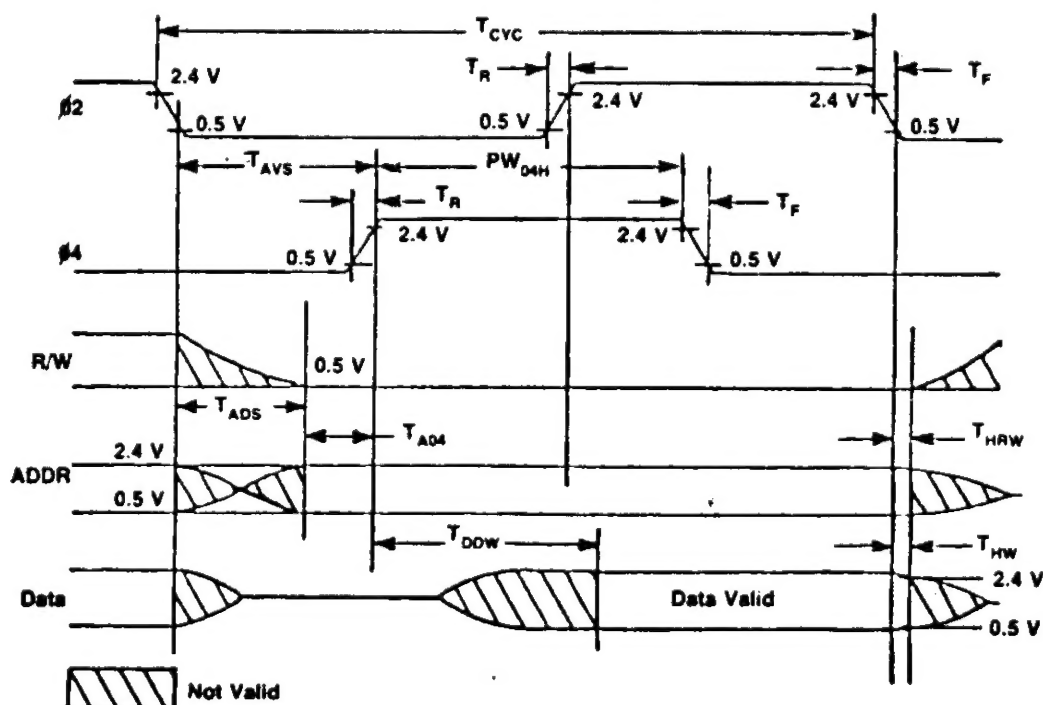 T_CYC
T_R
T_F
2.4 V
2.4 V
2.4 V
ø2
0.5 V
0.5 V
0.5 V
T_AVS
PW_04H
T_R
T_F
2.4 V
2.4 V
ø4
0.5 V
0.5 V
R/W
0.5 V
T_ADS
T_A04
T_HRW
2.4 V
ADDR
0.5 V
T_DDW
T_HW
2.4 V
Data
Data Valid
0.5 V
Not Valid